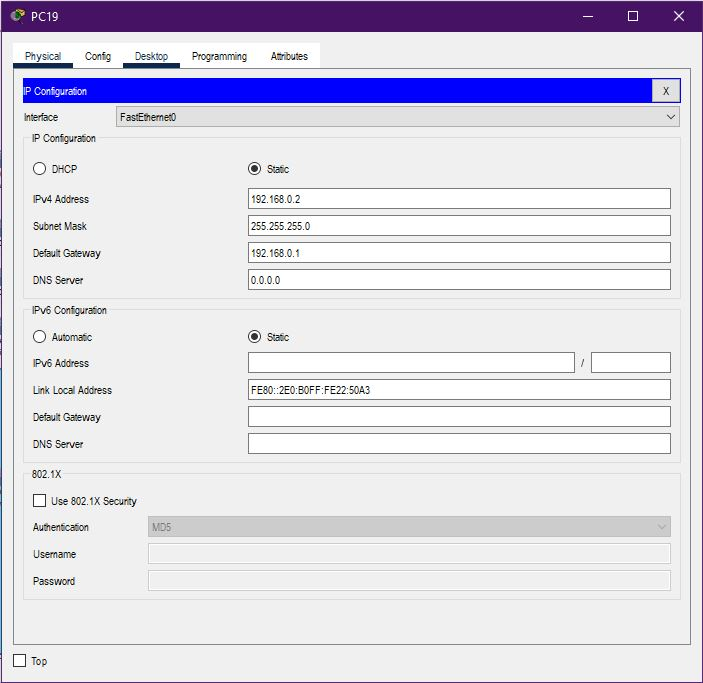 PC19
Physical Config Desktop Programming Attributes
IP Configuration X
Interface FastEthernet0
IP Configuration
DHCP Static
IPv4 Address 192.168.0.2
Subnet Mask 255.255.255.0
Default Gateway 192.168.0.1
DNS Server 0.0.0.0
IPv6 Configuration
Automatic Static
IPv6 Address /
Link Local Address FE80::2E0:B0FF:FE22:50A3
Default Gateway
DNS Server
802.1X
Use 802.1X Security
Authentication MD5
Username
Password
Top